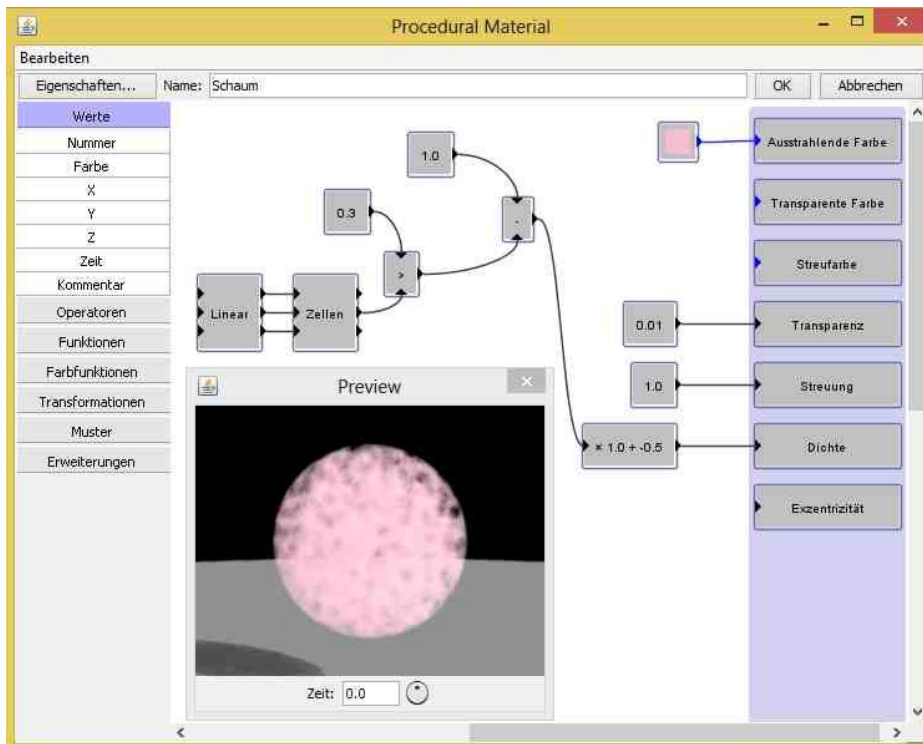 Procedural Material
Bearbeiten
Eigenschaften... Name: Schaum OK Abbrechen
Werte
Nummer
Farbe
X
Y
Z
Zeit
Kommentar
Operatoren
Funktionen
Farbfunktionen
Transformationen
Muster
Erweiterungen
1.0
0.3
-
>
Linear
Zellen
0.01
1.0
× 1.0 + -0.5
Ausstrahlende Farbe
Transparente Farbe
Streufarbe
Transparenz
Streuung
Dichte
Exzentrizität
Preview
Zeit: 0.0